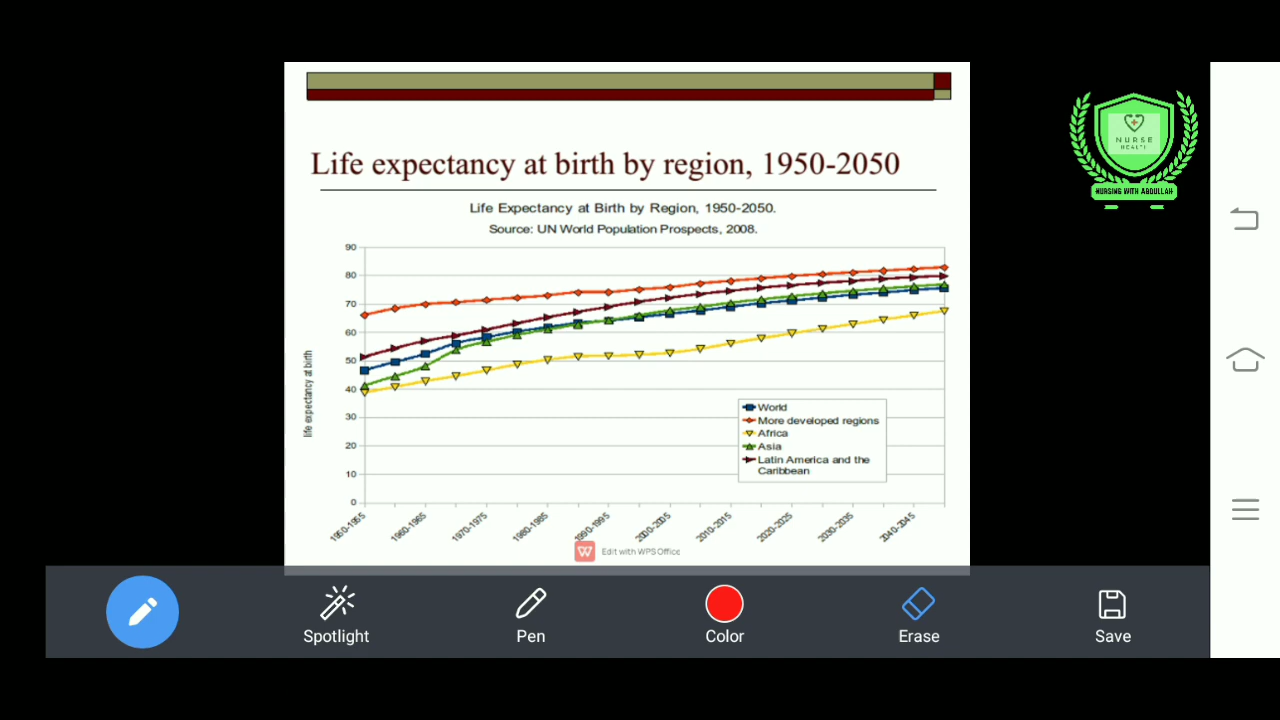 Life expectancy at birth by region, 1950-2050
Life Expectancy at Birth by Region, 1950-2050.
Source: UN World Population Prospects, 2008.
90
80
70
60
50
40
30
20
10
0
life expectancy at birth
World
More developed regions
Africa
Asia
Latin America and the
Caribbean
1950-1955
1960-1965
1970-1975
1980-1985
1990-1995
2000-2005
2010-2015
2020-2025
2030-2035
2040-2045
Edit with WPS Office
NURSE
HEALTH
NURSING WITH ABDULLAH
Spotlight
Pen
Color
Erase
Save